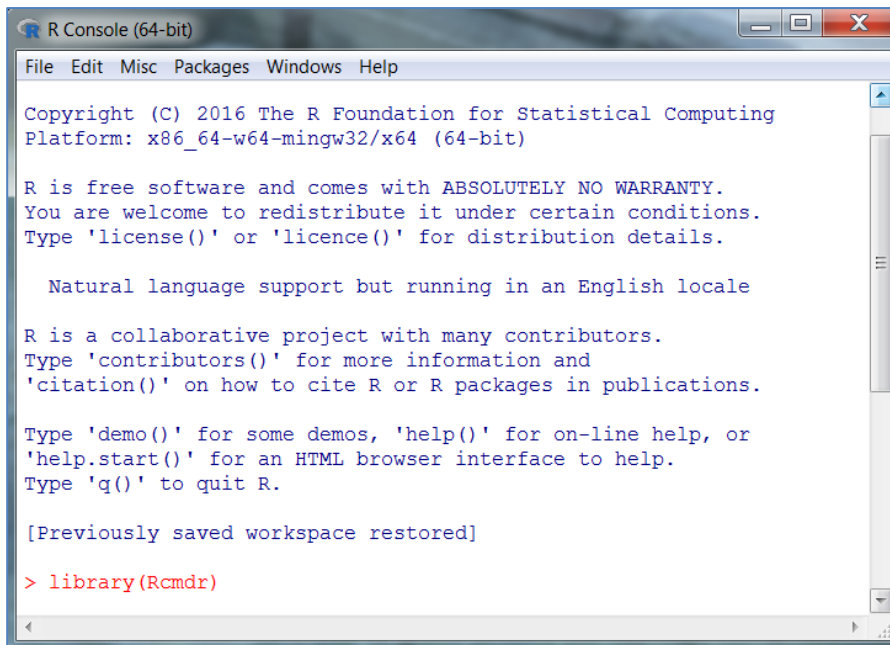 R Console (64-bit)
File Edit Misc Packages Windows Help
Copyright (C) 2016 The R Foundation for Statistical Computing
Platform: x86_64-w64-mingw32/x64 (64-bit)
R is free software and comes with ABSOLUTELY NO WARRANTY.
You are welcome to redistribute it under certain conditions.
Type 'license()' or 'licence()' for distribution details.
Natural language support but running in an English locale
R is a collaborative project with many contributors.
Type 'contributors()' for more information and
'citation()' on how to cite R or R packages in publications.
Type 'demo()' for some demos, 'help()' for on-line help, or
'help.start()' for an HTML browser interface to help.
Type 'q()' to quit R.
[Previously saved workspace restored]
> library(Rcmdr)